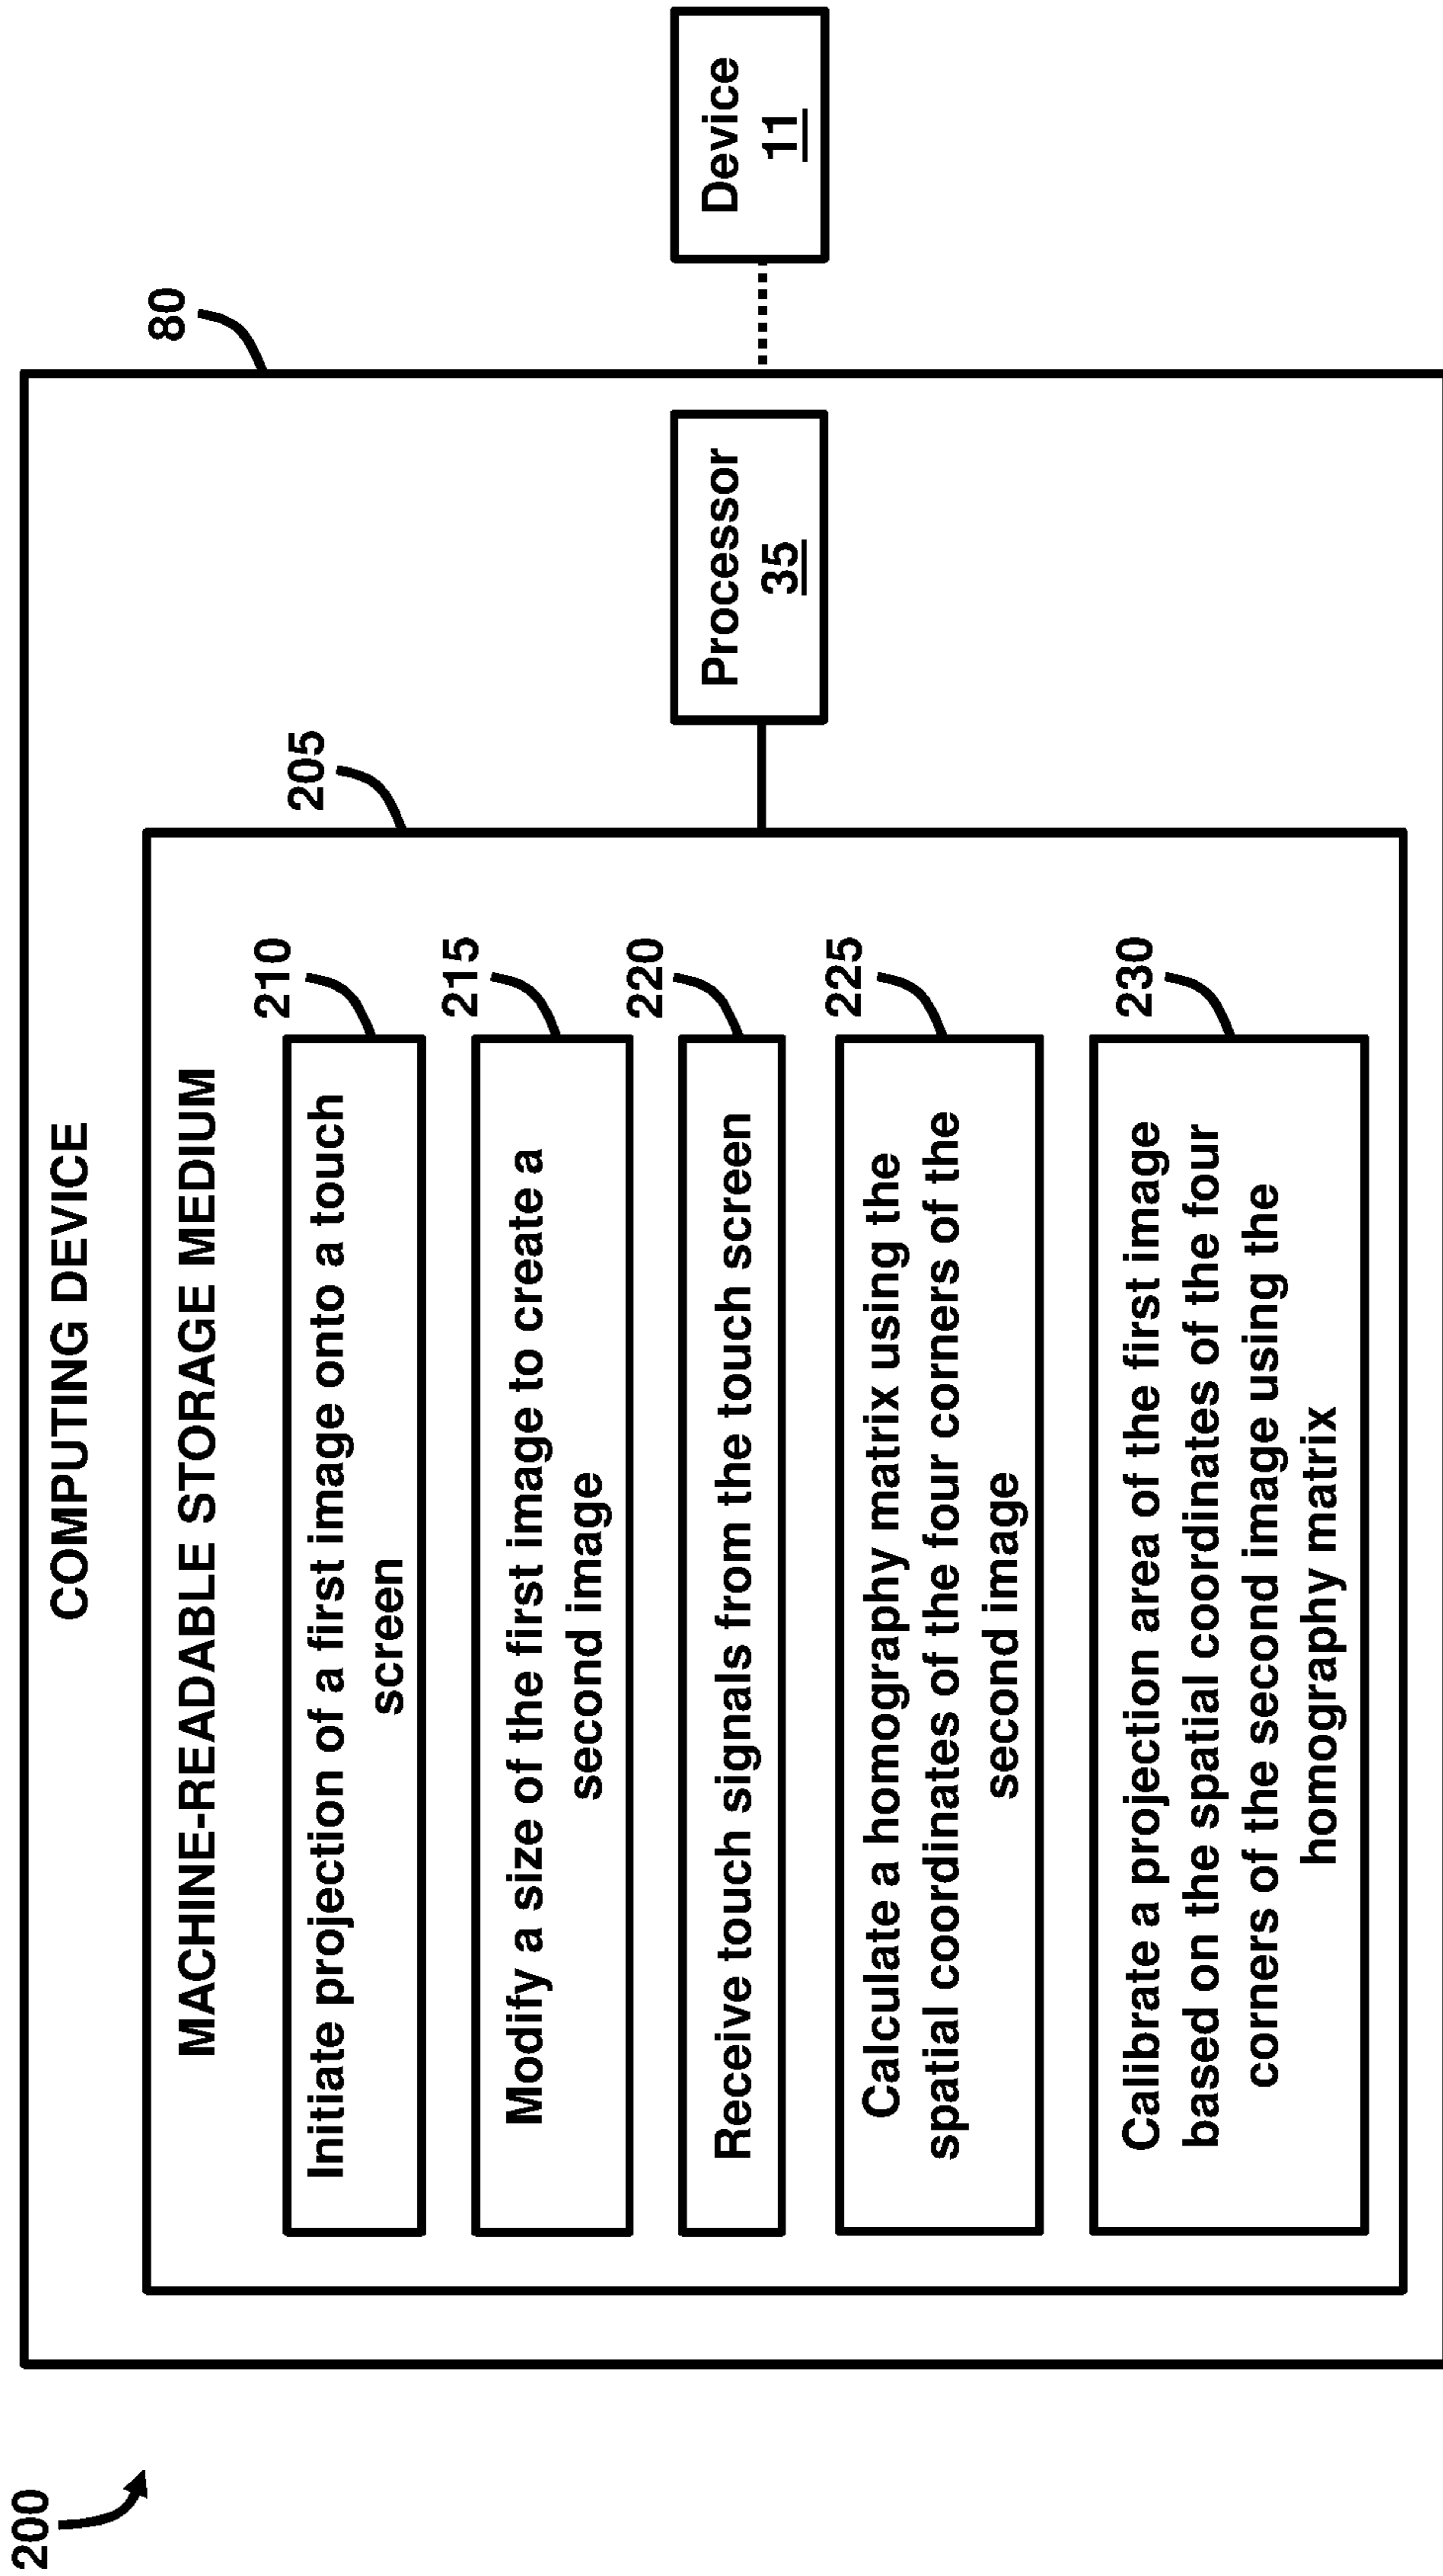 200
COMPUTING DEVICE
80
MACHINE-READABLE STORAGE MEDIUM
205
210
Initiate projection of a first image onto a touch
screen
215
Modify a size of the first image to create a
second image
220
Receive touch signals from the touch screen
225
Calculate a homography matrix using the
spatial coordinates of the four corners of the
second image
230
Calibrate a projection area of the first image
based on the spatial coordinates of the four
corners of the second image using the
homography matrix
Processor
35
Device
11